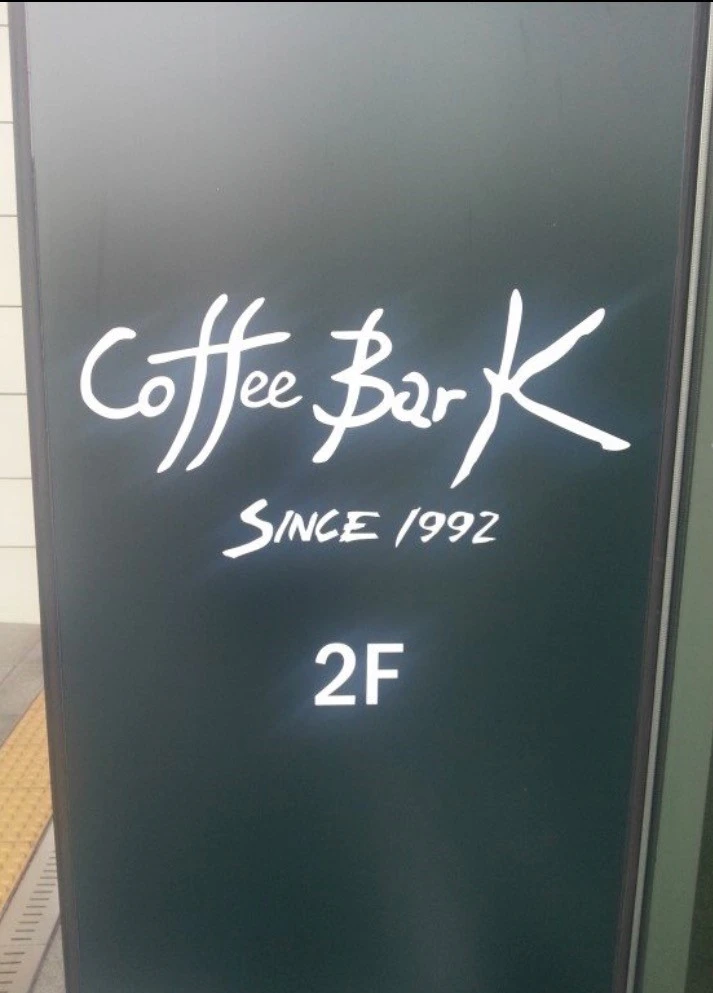 Coffee Bar K
SINCE 1992
2F